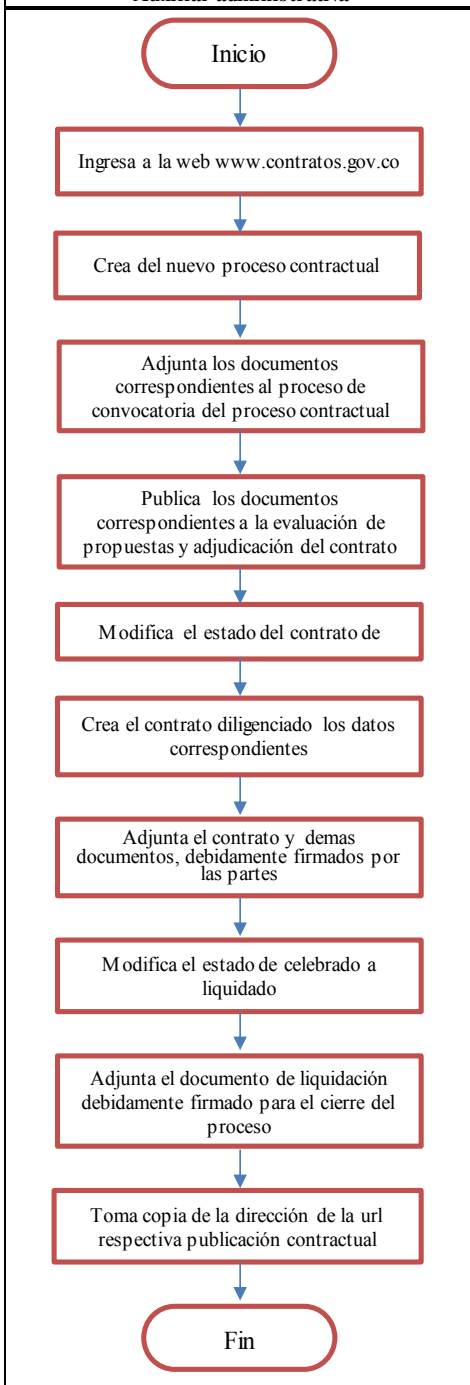 Auxiliar administrativa
Inicio
Ingresa a la web www.contratos.gov.co
Crea del nuevo proceso contractual
Adjunta los documentos
correspondientes al proceso de
convocatoria del proceso contractual
Publica los documentos
correspondientes a la evaluación de
propuestas y adjudicación del contrato
Modifica el estado del contrato de
Crea el contrato diligenciado los datos
correspondientes
Adjunta el contrato y demas
documentos, debidamente firmados por
las partes
Modifica el estado de celebrado a
liquidado
Adjunta el documento de liquidación
debidamente firmado para el cierre del
proceso
Toma copia de la dirección de la url
respectiva publicación contractual
Fin